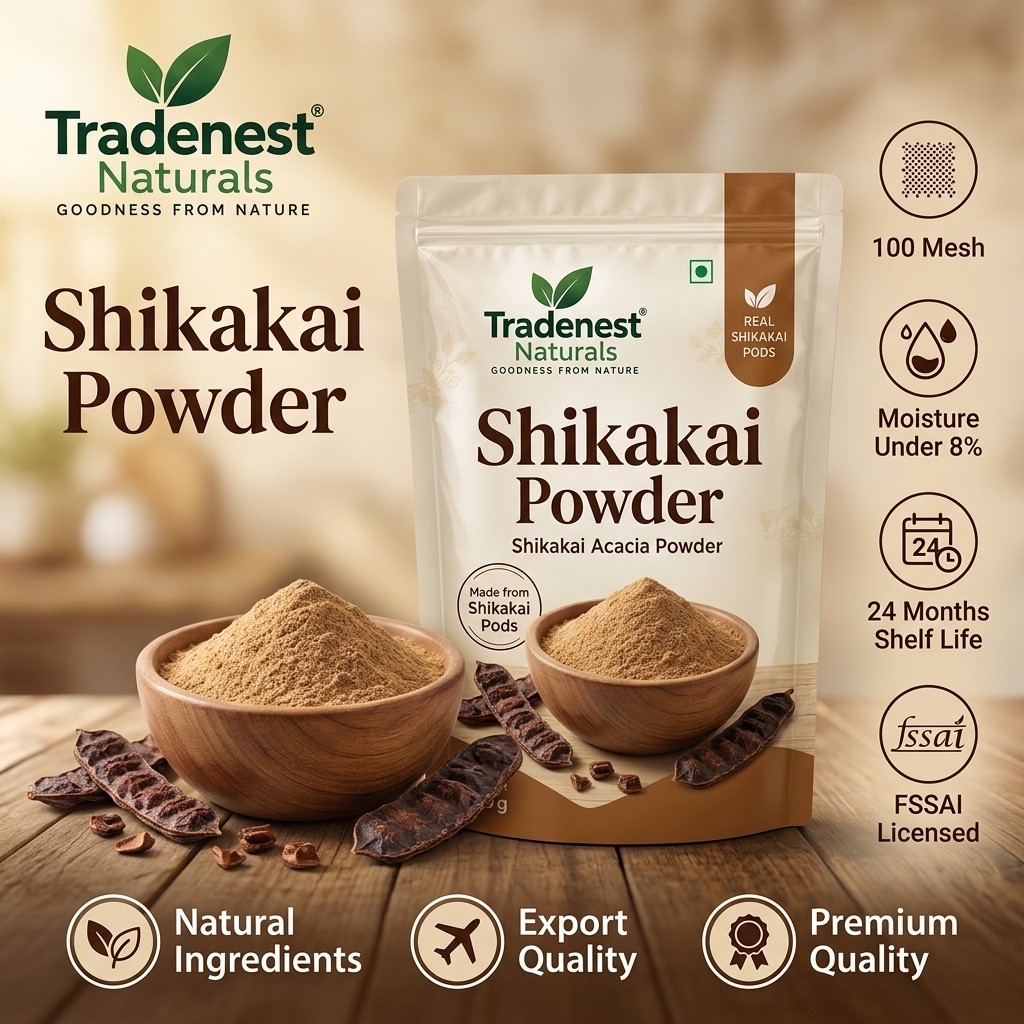 Tradenest®
Naturals
GOODNESS FROM NATURE
Shikakai
Powder
Tradenest®
Naturals
GOODNESS FROM NATURE
REAL
SHIKAKAI
PODS
Shikakai
Powder
Shikakai Acacia Powder
Made from
Shikakai
Pods
g
100 Mesh
Moisture
Under 8%
24
24 Months
Shelf Life
fssai
FSSAI
Licensed
Natural
Ingredients
Export
Quality
Premium
Quality